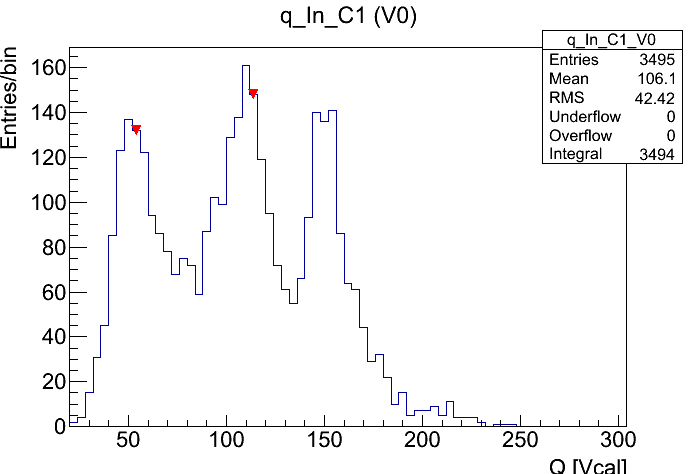 q_In_C1 (V0)
q_In_C1_V0
Entries 3495
Mean 106.1
RMS 42.42
Underflow 0
Overflow 0
Integral 3494
Entries/bin
160
140
120
100
80
60
40
20
0
50 100 150 200 250 300
Q [Vcal]